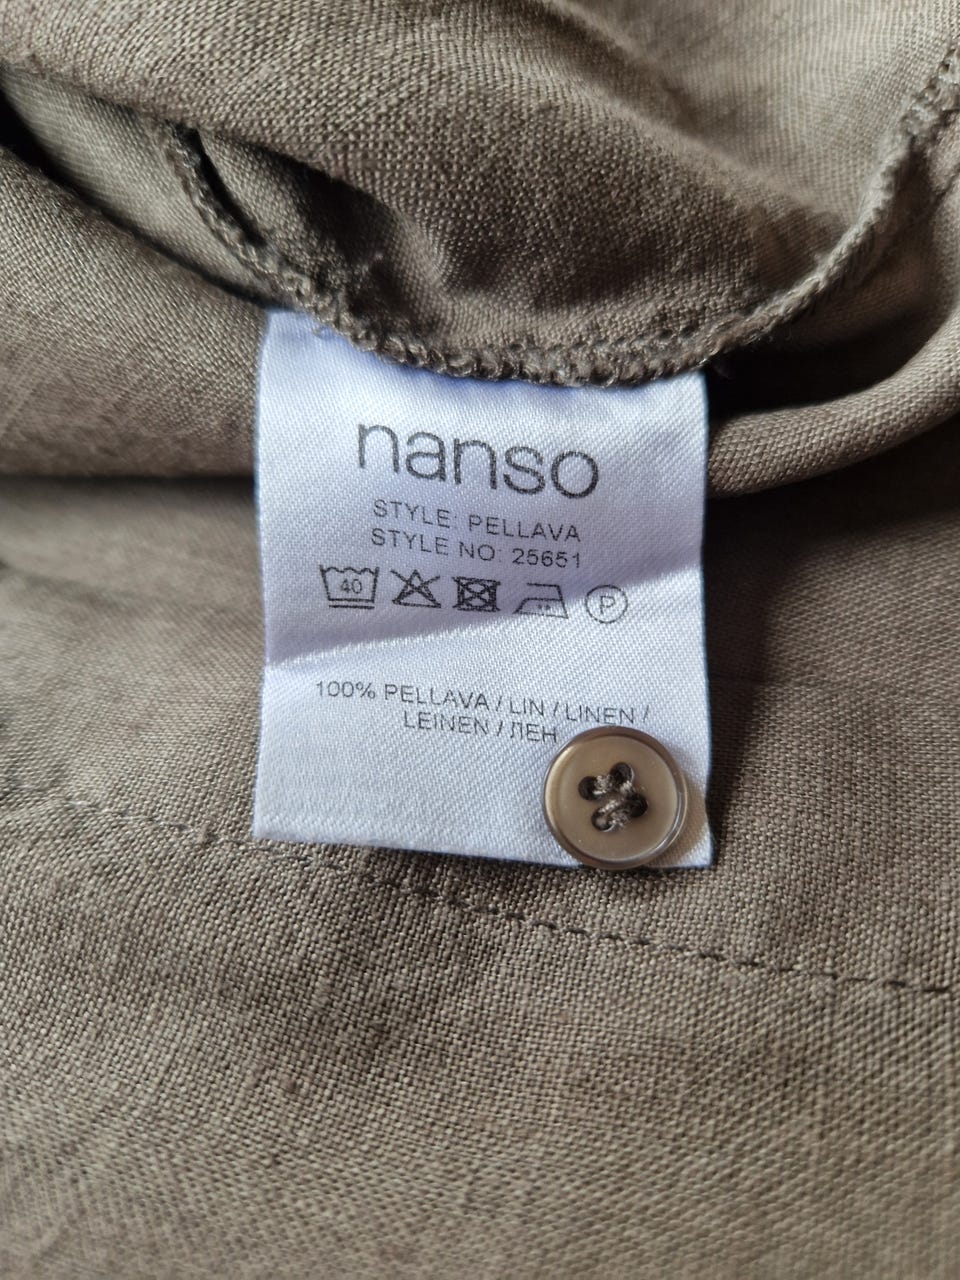 nanso
STYLE: PELLAVA
STYLE NO: 25651
40 P
100% PELLAVA / LIN / LINEN /
LEINEN / ЛЕН